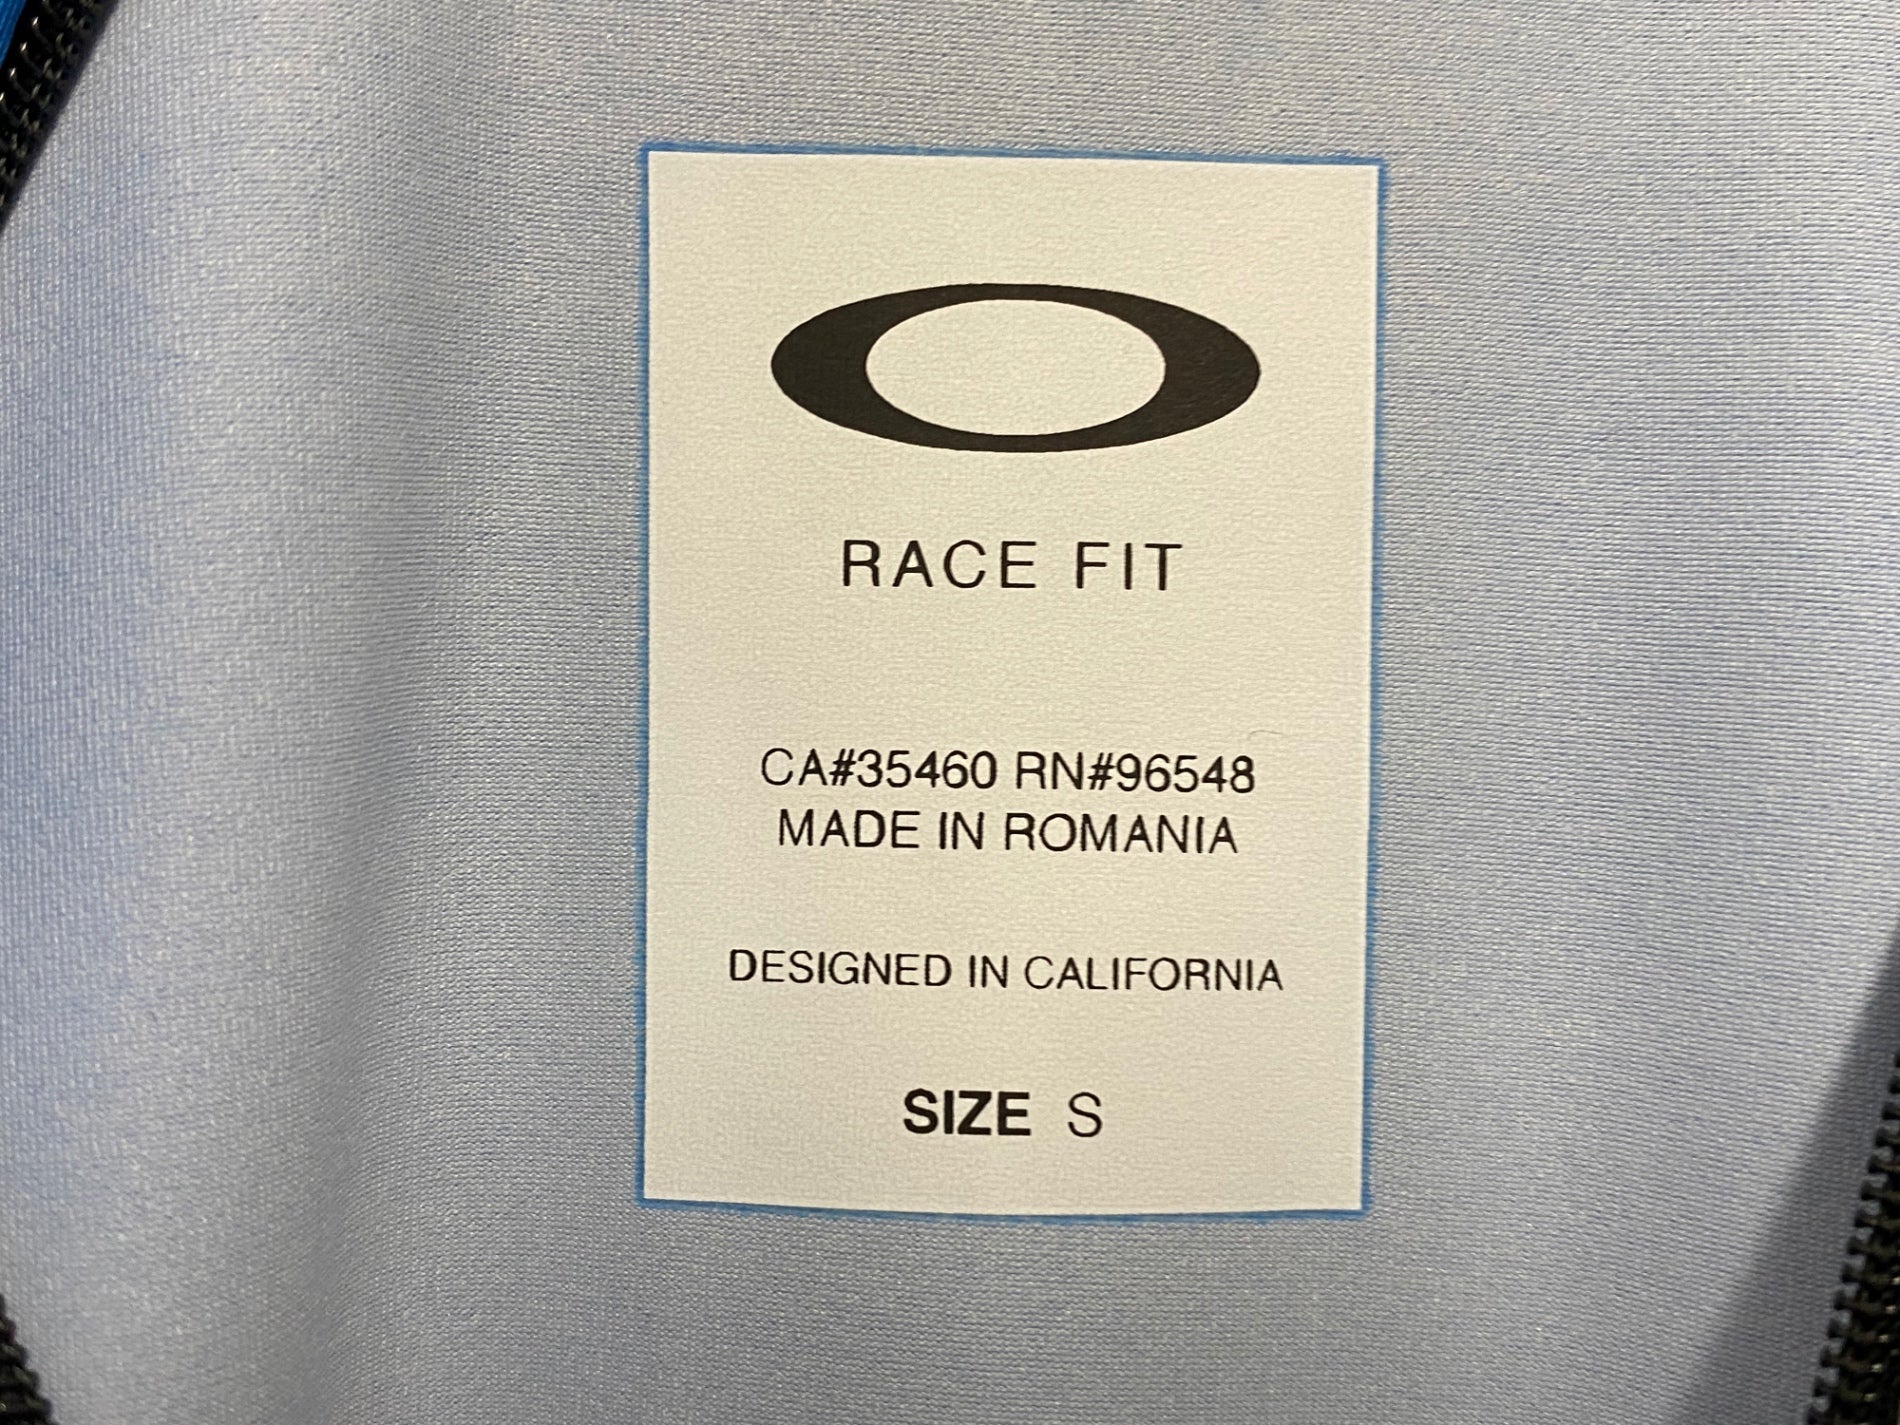 RACE FIT
CA#35460 RN#96548
MADE IN ROMANIA
DESIGNED IN CALIFORNIA
SIZE S